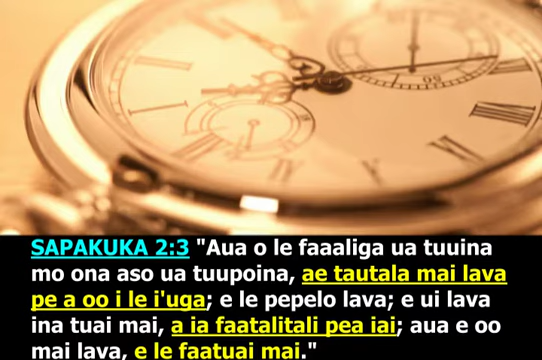 SAPAKUKA 2:3 "Aua o le faaaliga ua tuuina
mo ona aso ua tuupoina, ae tautala mai lava
pe a oo i le i'uga; e le pepelo lava; e ui lava
ina tuai mai, a ia faatalitali pea iai; aua e oo
mai lava, e le faatuai mai."